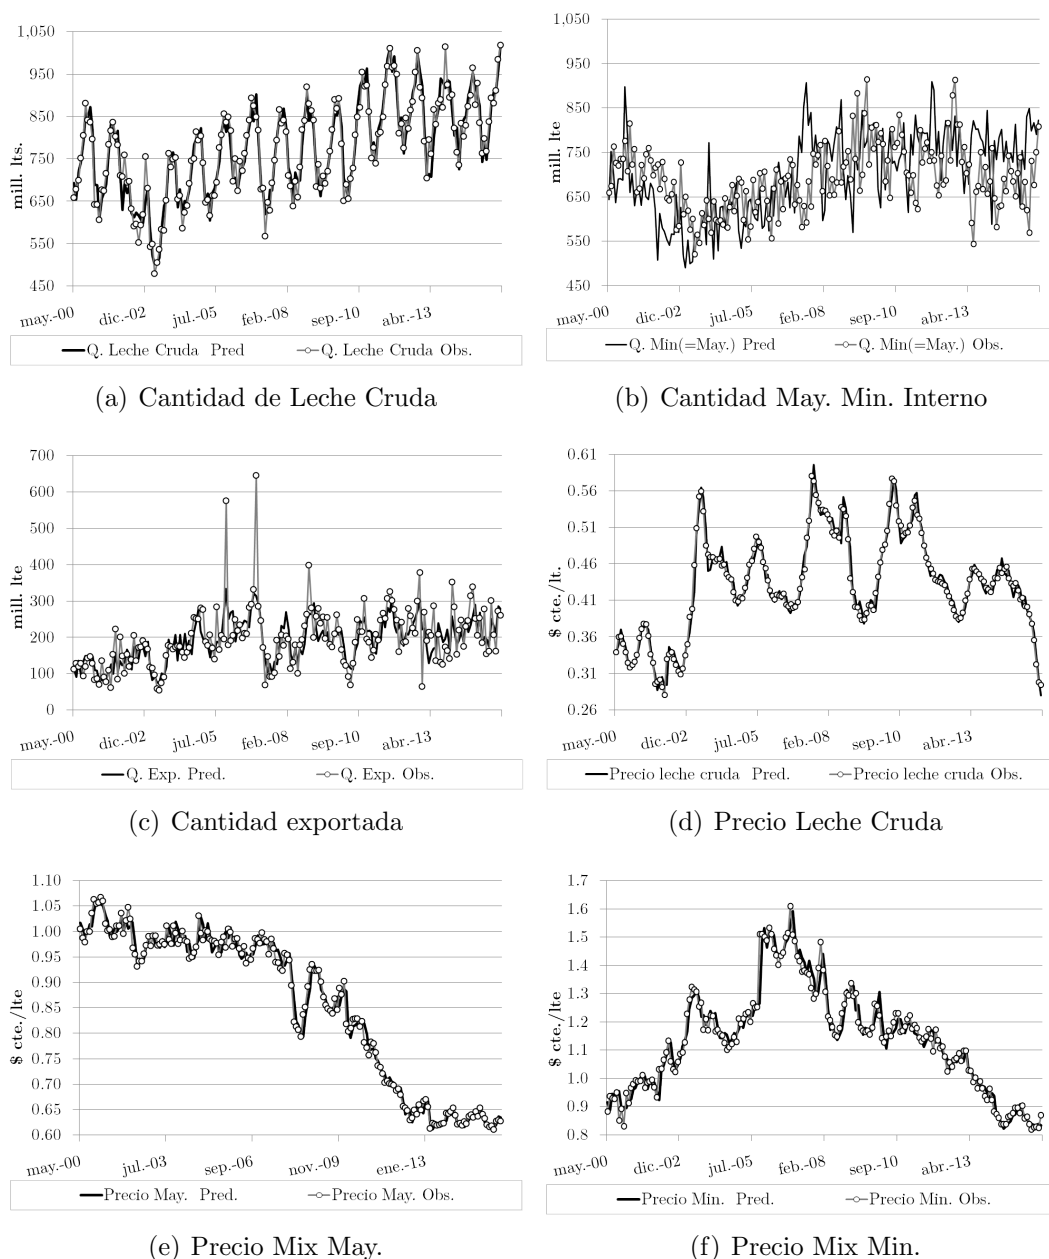 1,050
950
850
750
650
550
450
mill. lts.
may.-00 dic.-02 jul.-05 feb.-08 sep.-10 abr.-13
Q. Leche Cruda Pred Q. Leche Cruda Obs.
(a) Cantidad de Leche Cruda
1,050
950
850
750
650
550
450
mill. lte
may.-00 dic.-02 jul.-05 feb.-08 sep.-10 abr.-13
Q. Min(=May.) Pred Q. Min(=May.) Obs.
(b) Cantidad May. Min. Interno
700
600
500
400
300
200
100
0
mill. lte
may.-00 dic.-02 jul.-05 feb.-08 sep.-10 abr.-13
Q. Exp. Pred. Q. Exp. Obs.
(c) Cantidad exportada
0.61
0.56
0.51
0.46
0.41
0.36
0.31
0.26
$ cte./lt.
may.-00 dic.-02 jul.-05 feb.-08 sep.-10 abr.-13
Precio leche cruda Pred. Precio leche cruda Obs.
(d) Precio Leche Cruda
1.10
1.05
1.00
0.95
0.90
0.85
0.80
0.75
0.70
0.65
0.60
$ cte./lte
may.-00 jul.-03 sep.-06 nov.-09 ene.-13
Precio May. Pred. Precio May. Obs.
(e) Precio Mix May.
1.7
1.6
1.5
1.4
1.3
1.2
1.1
1.0
0.9
0.8
$ cte./lte
may.-00 dic.-02 jul.-05 feb.-08 sep.-10 abr.-13
Precio Min. Pred. Precio Min. Obs.
(f) Precio Mix Min.